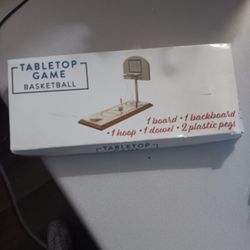 TABLETOP
GAME
BASKETBALL
1 board • 1 backboard
• 1 hoop • 1 dowel • 2 plastic pegs
TABLETOP